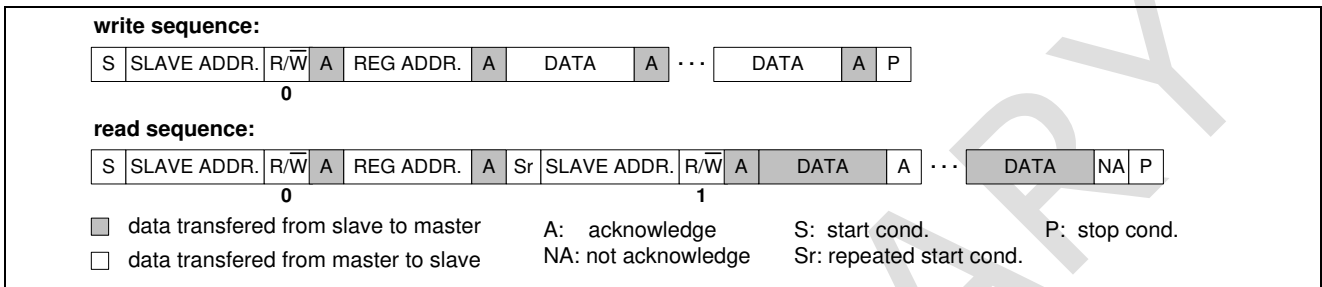 write sequence:
S SLAVE ADDR. R/W̅ A REG ADDR. A DATA A ··· DATA A P
0
read sequence:
S SLAVE ADDR. R/W̅ A REG ADDR. A Sr SLAVE ADDR. R/W̅ A DATA A ··· DATA NA P
0 1
data transfered from slave to master A: acknowledge S: start cond. P: stop cond.
data transfered from master to slave NA: not acknowledge Sr: repeated start cond.